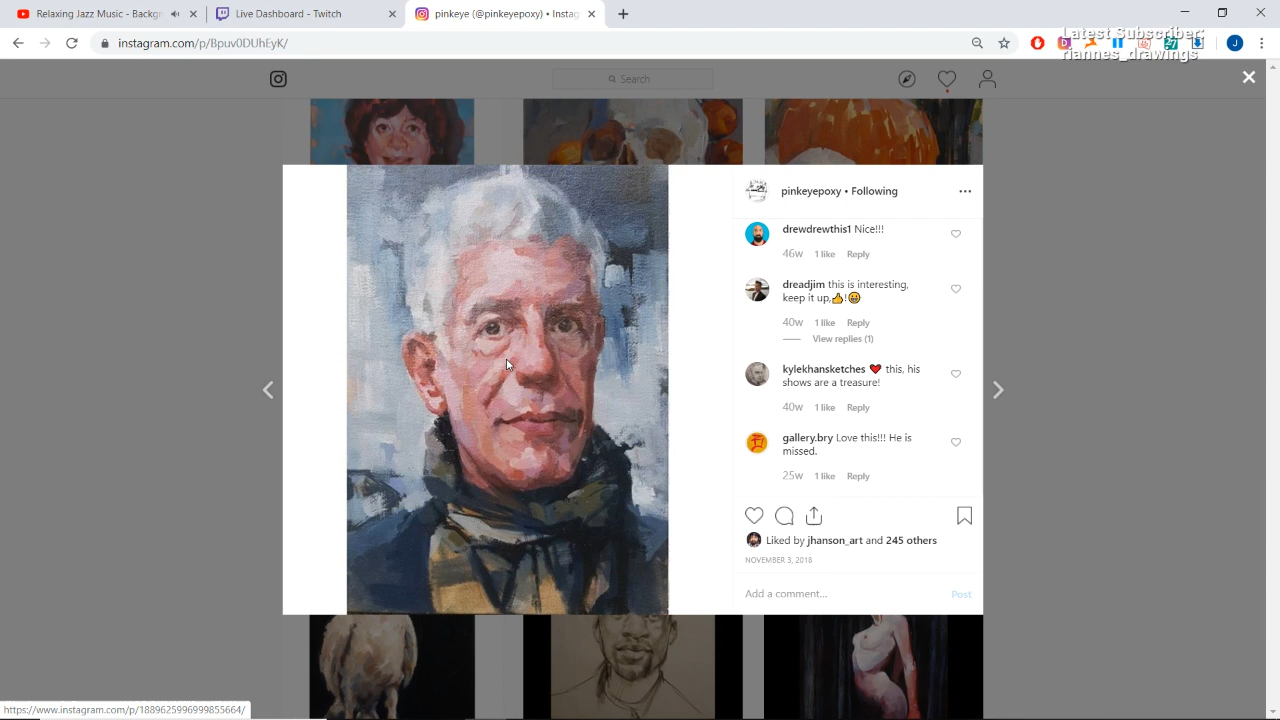 Relaxing Jazz Music - Backgr
Live Dashboard - Twitch
pinkeye (@pinkeyepoxy) • Instag
instagram.com/p/Bpuv0DUhEyK/
J
Latest Subscriber:
riannes_drawings
Search
pinkeyepoxy • Following
drewdrewthis1 Nice!!!
46w 1 like Reply
dreadjim this is interesting,
keep it up,👍!😀
40w 1 like Reply
View replies (1)
kylekhansketches ❤ this, his
shows are a treasure!
40w 1 like Reply
gallery.bry Love this!!! He is
missed.
25w 1 like Reply
Liked by jhanson_art and 245 others
NOVEMBER 3, 2018
Add a comment...
Post
https://www.instagram.com/p/1889625996999855664/